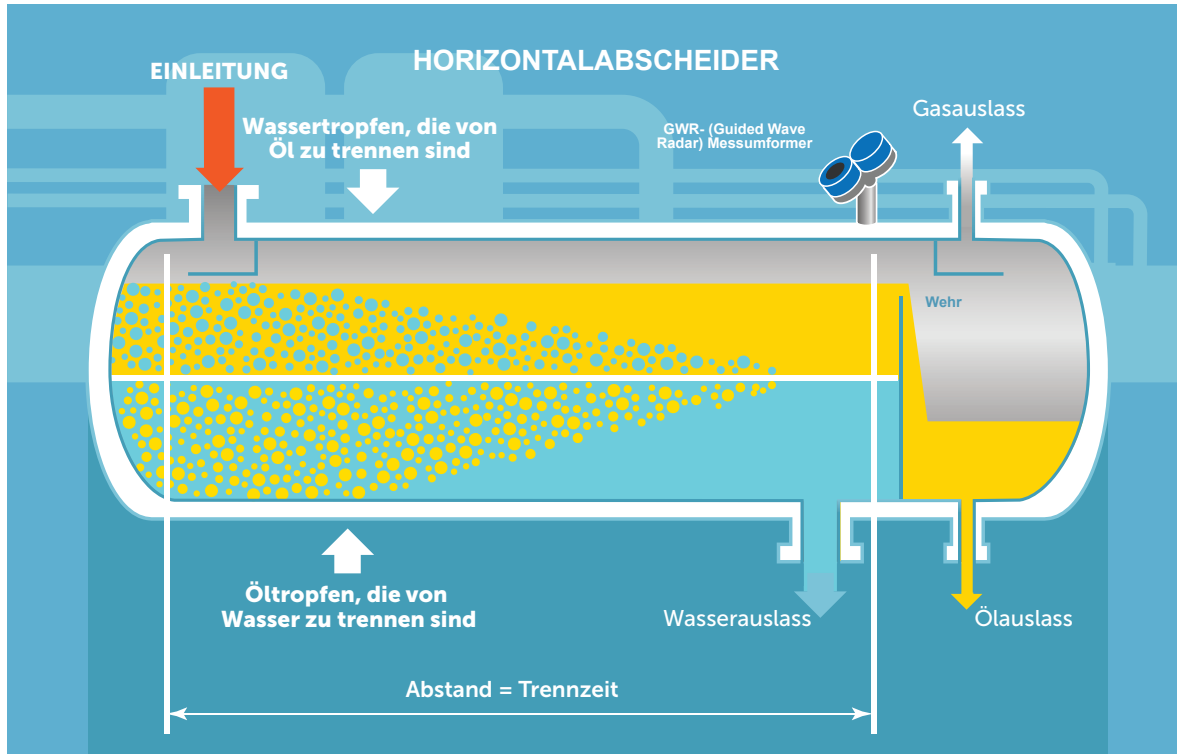 HORIZONTALABSCHEIDER
EINLEITUNG
Wassertropfen, die von
Öl zu trennen sind
GWR- (Guided Wave
Radar) Messumformer
Gasauslass
Wehr
Öltropfen, die von
Wasser zu trennen sind
Wasserauslass
Ölauslass
Abstand = Trennzeit